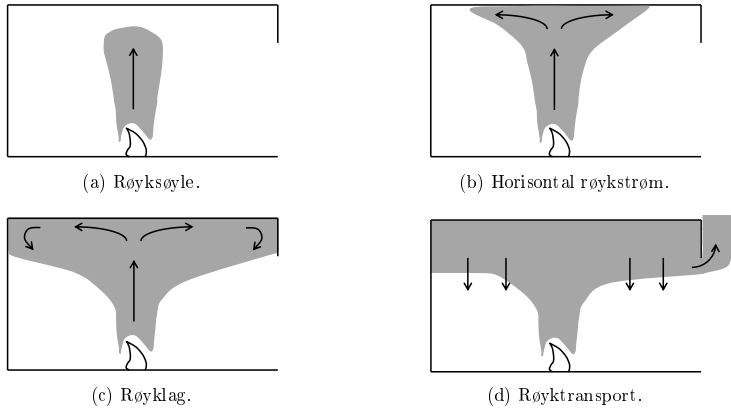 (a) Røyksøyle.
(b) Horisontal røykstrøm.
(c) Røyklag.
(d) Røyktransport.